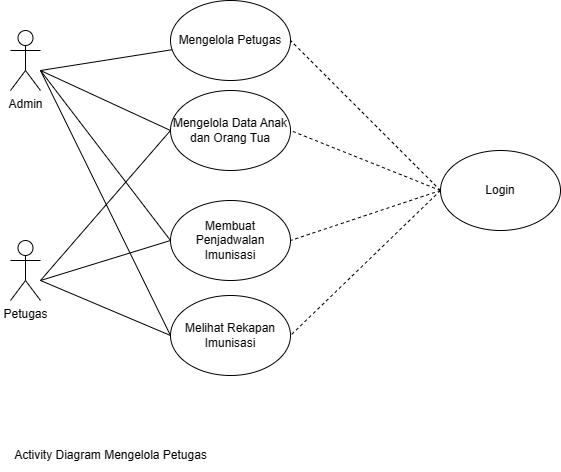 Mengelola Petugas
Admin
Mengelola Data Anak
dan Orang Tua
Login
Membuat
Penjadwalan
Imunisasi
Petugas
Melihat Rekapan
Imunisasi
Activity Diagram Mengelola Petugas